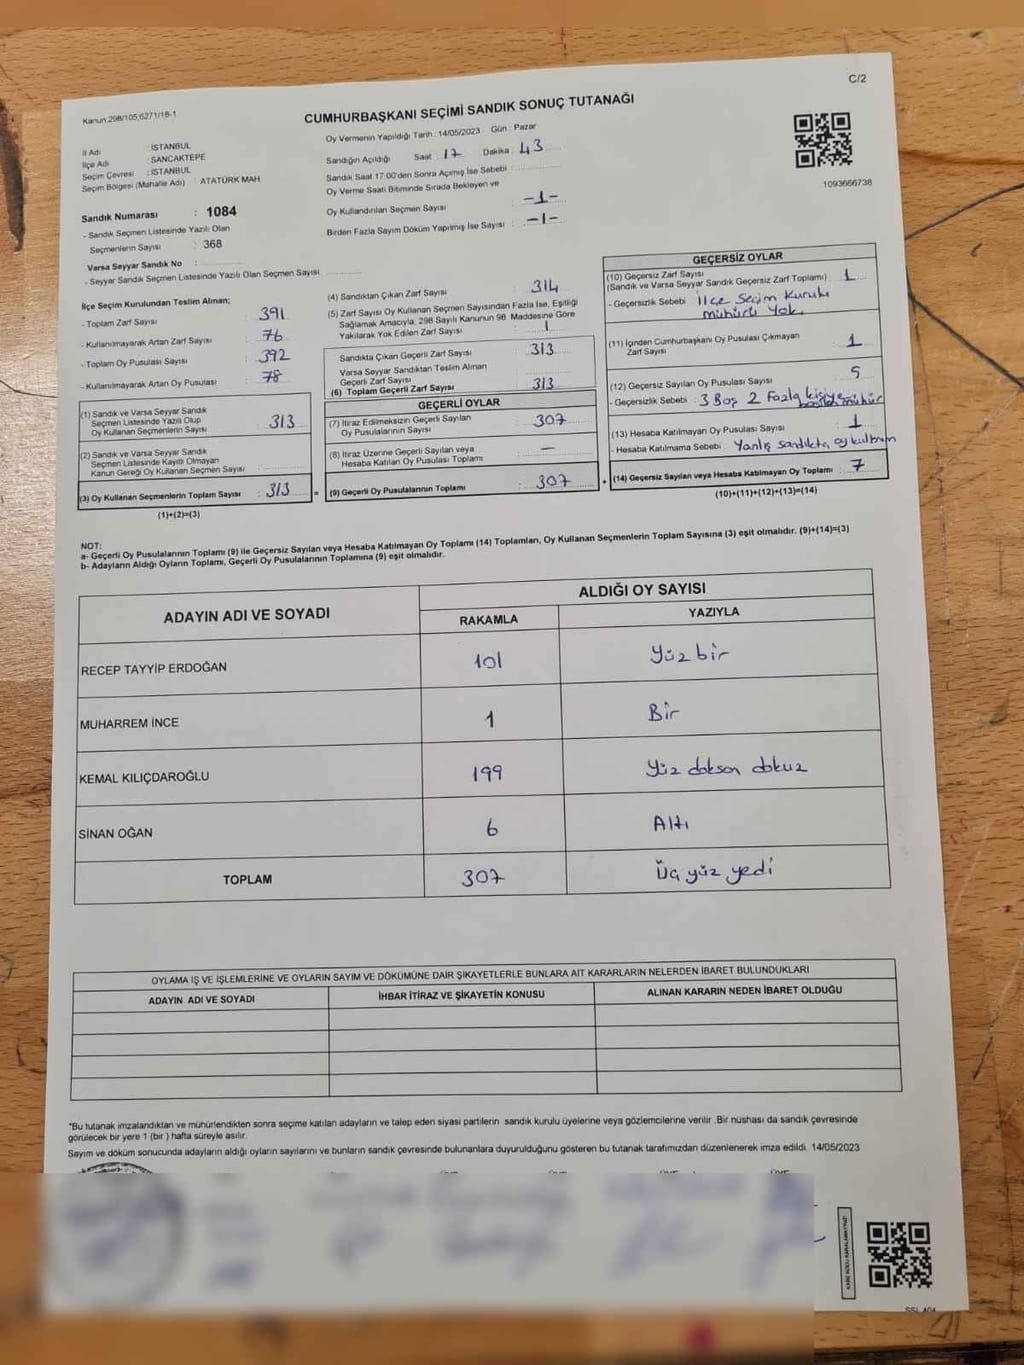 C/2
Kanun:298/105;6271/18-1
CUMHURBAŞKANI SEÇİMİ SANDIK SONUÇ TUTANAĞI
Oy Vermenin Yapıldığı Tarih : 14/05/2023 Gün : Pazar
İl Adı : İSTANBUL
İlçe Adı : SANCAKTEPE
Seçim Çevresi : İSTANBUL
Seçim Bölgesi (Mahalle Adı) : ATATÜRK MAH.
Sandığın Açıldığı Saat : 17 Dakika : 43
Sandık Saat 17:00'den Sonra Açımış İse Sebebi :
Oy Verme Saati Bitiminde Sırada Bekleyen ve
Oy Kullandırılan Seçmen Sayısı : -1-
Birden Fazla Sayım Döküm Yapılmış İse Sayısı : -1-
1093666738
Sandık Numarası : 1084
- Sandık Seçmen Listesinde Yazılı Olan
Seçmenlerin Sayısı : 368
Varsa Seyyar Sandık No :
- Seyyar Sandık Seçmen Listesinde Yazılı Olan Seçmen Sayısı :
İlçe Seçim Kurulundan Teslim Alınan;
- Toplam Zarf Sayısı : 391
- Kullanılmayarak Artan Zarf Sayısı : 76
- Toplam Oy Pusulası Sayısı : 392
- Kullanılmayarak Artan Oy Pusulası : 78
(1) Sandık ve Varsa Seyyar Sandık
Seçmen Listesinde Yazılı Olup
Oy Kullanan Seçmenlerin Sayısı : 313
(2) Sandık ve Varsa Seyyar Sandık
Seçmen Listesinde Kayıtlı Olmayan
Kanun Gereği Oy Kullanan Seçmen Sayısı :
(3) Oy Kullanan Seçmenlerin Toplam Sayısı : 313
(1)+(2)=(3)
(4) Sandıktan Çıkan Zarf Sayısı : 314
(5) Zarf Sayısı Oy Kullanan Seçmen Sayısından Fazla İse, Eşitliği
Sağlamak Amacıyla; 298 Sayılı Kanunun 98. Maddesine Göre
Yakılarak Yok Edilen Zarf Sayısı : 1
Sandıkta Çıkan Geçerli Zarf Sayısı : 313
Varsa Seyyar Sandıktan Teslim Alınan
Geçerli Zarf Sayısı :
(6) Toplam Geçerli Zarf Sayısı : 313
GEÇERLİ OYLAR
(7) İtiraz Edilmeksizin Geçerli Sayılan
Oy Pusulalarının Sayısı : 307
(8) İtiraz Üzerine Geçerli Sayılan veya
Hesaba Katılan Oy Pusulası Toplamı : —
= (9) Geçerli Oy Pusulalarının Toplamı : 307
GEÇERSİZ OYLAR
(10) Geçersiz Zarf Sayısı
(Sandık ve Varsa Seyyar Sandık Geçersiz Zarf Toplamı) : 1
- Geçersizlik Sebebi : ilçe Seçim Kurulu
mühürü Yok.
(11) İçinden Cumhurbaşkanı Oy Pusulası Çıkmayan
Zarf Sayısı : 1
(12) Geçersiz Sayılan Oy Pusulası Sayısı : 5
- Geçersizlik Sebebi : 3 Boş 2 Fazla kişiye
mühür
(13) Hesaba Katılmayan Oy Pusulası Sayısı : 1
- Hesaba Katılmama Sebebi : Yanlış sandıkta
+ (14) Geçersiz Sayılan veya Hesaba Katılmayan Oy Toplamı : 7
(10)+(11)+(12)+(13)=(14)
NOT:
a- Geçerli Oy Pusulalarının Toplamı (9) ile Geçersiz Sayılan veya Hesaba Katılmayan Oy Toplamı (14) Toplamları, Oy Kullanan Seçmenlerin Toplam Sayısına (3) eşit olmalıdır. (9)+(14)=(3)
b- Adayların Aldığı Oyların Toplamı, Geçerli Oy Pusulalarının Toplamına (9) eşit olmalıdır.
ADAYIN ADI VE SOYADI
ALDIĞI OY SAYISI
RAKAMLA YAZIYLA
RECEP TAYYİP ERDOĞAN 101 Yüz bir
MUHARREM İNCE 1 Bir
KEMAL KILIÇDAROĞLU 199 Yüz doksan dokuz
SİNAN OĞAN 6 Altı
TOPLAM 307 Üç yüz yedi
OYLAMA İŞ VE İŞLEMLERİNE VE OYLARIN SAYIM VE DÖKÜMÜNE DAİR ŞİKAYETLERLE BUNLARA AİT KARARLARIN NELERDEN İBARET BULUNDUKLARI
ADAYIN ADI VE SOYADI İHBAR İTİRAZ VE ŞİKAYETİN KONUSU ALINAN KARARIN NEDEN İBARET OLDUĞU
*Bu tutanak imzalandıktan ve mühürlendikten sonra seçime katılan adayların ve talep eden siyasi partilerin sandık kurulu üyelerine veya gözlemcilerine verilir .Bir nüshası da sandık çevresinde
görülecek bir yere 1 (bir ) hafta süreyle asılır.
Sayım ve döküm sonucunda adayların aldığı oyların sayılarını ve bunların sandık çevresinde bulunanlara duyurulduğunu gösteren bu tutanak tarafımızdan düzenlenerek imza edildi. 14/05/2023